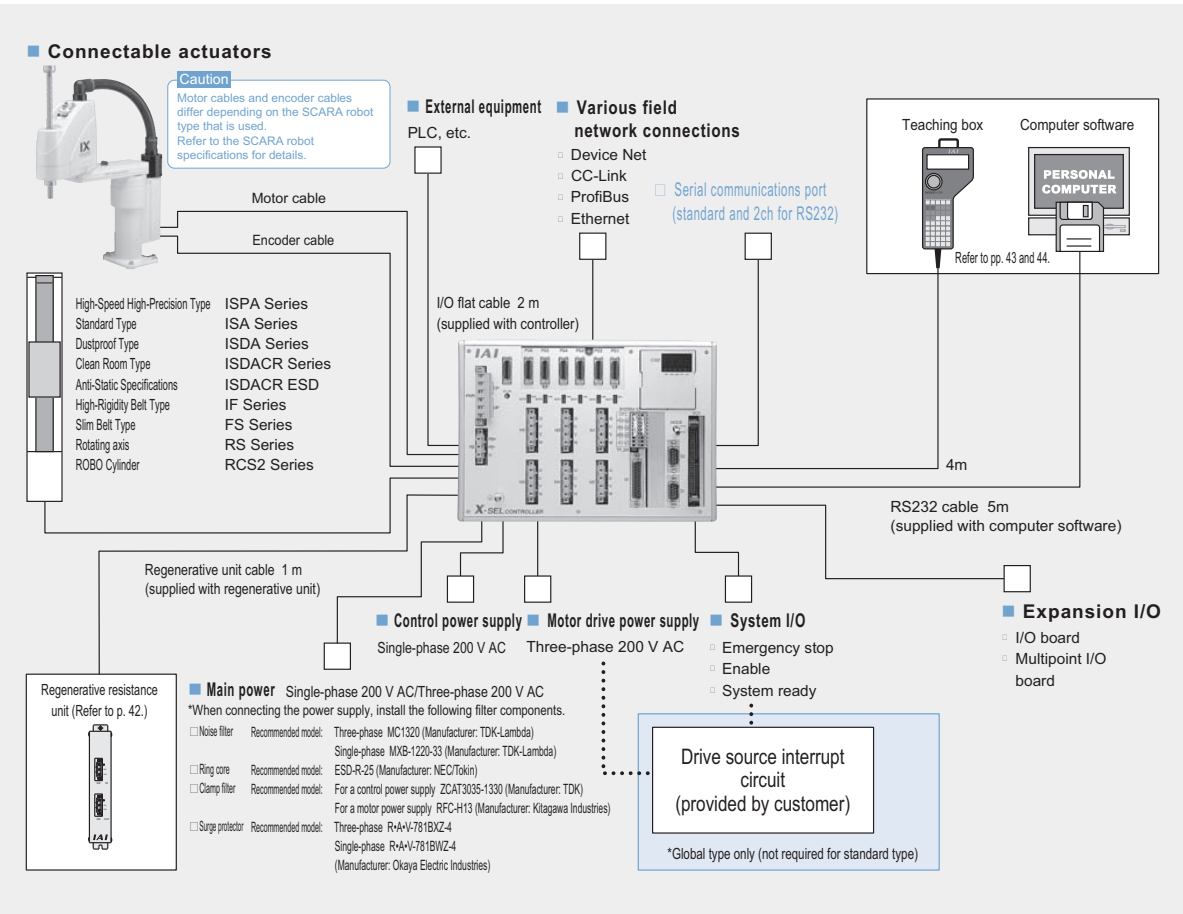 Connectable actuators
Caution
Motor cables and encoder cables
differ depending on the SCARA robot
type that is used.
Refer to the SCARA robot
specifications for details.
IX
Motor cable
Encoder cable
External equipment
PLC, etc.
Various field
network connections
Device Net
CC-Link
ProfiBus
Ethernet
Serial communications port
(standard and 2ch for RS232)
Teaching box
Computer software
IAI
PERSONAL
COMPUTER
Refer to pp. 43 and 44.
High-Speed High-Precision Type ISPA Series
Standard Type ISA Series
Dustproof Type ISDA Series
Clean Room Type ISDACR Series
Anti-Static Specifications ISDACR ESD
High-Rigidity Belt Type IF Series
Slim Belt Type FS Series
Rotating axis RS Series
ROBO Cylinder RCS2 Series
I/O flat cable 2 m
(supplied with controller)
IAI
X-SEL CONTROLLER
4m
RS232 cable 5m
(supplied with computer software)
Regenerative unit cable 1 m
(supplied with regenerative unit)
Control power supply
Single-phase 200 V AC
Motor drive power supply
Three-phase 200 V AC
System I/O
Emergency stop
Enable
System ready
Expansion I/O
I/O board
Multipoint I/O
board
Regenerative resistance
unit (Refer to p. 42.)
IAI
Main power Single-phase 200 V AC/Three-phase 200 V AC
*When connecting the power supply, install the following filter components.
Noise filter Recommended model: Three-phase MC1320 (Manufacturer: TDK-Lambda)
Single-phase MXB-1220-33 (Manufacturer: TDK-Lambda)
Ring core Recommended model: ESD-R-25 (Manufacturer: NEC/Tokin)
Clamp filter Recommended model: For a control power supply ZCAT3035-1330 (Manufacturer: TDK)
For a motor power supply RFC-H13 (Manufacturer: Kitagawa Industries)
Surge protector Recommended model: Three-phase R•A•V-781BXZ-4
Single-phase R•A•V-781BWZ-4
(Manufacturer: Okaya Electric Industries)
Drive source interrupt
circuit
(provided by customer)
*Global type only (not required for standard type)